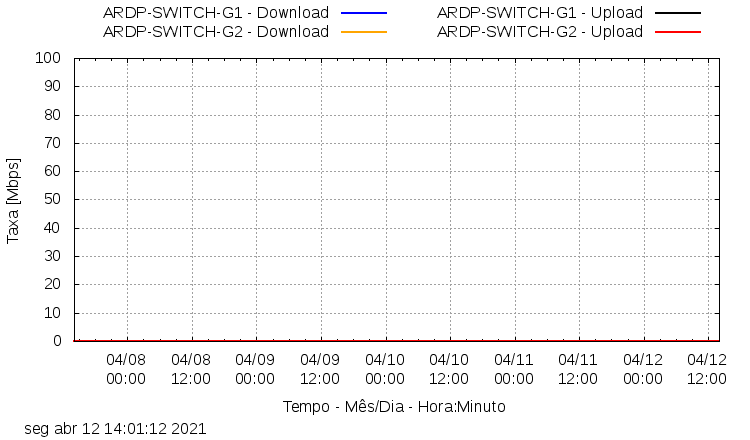 ARDP-SWITCH-G1 - Download
ARDP-SWITCH-G1 - Upload
ARDP-SWITCH-G2 - Download
ARDP-SWITCH-G2 - Upload
Taxa [Mbps]
100
90
80
70
60
50
40
30
20
10
0
04/08 04/08 04/09 04/09 04/10 04/10 04/11 04/11 04/12 04/12
00:00 12:00 00:00 12:00 00:00 12:00 00:00 12:00 00:00 12:00
Tempo - Mês/Dia - Hora:Minuto
seg abr 12 14:01:12 2021